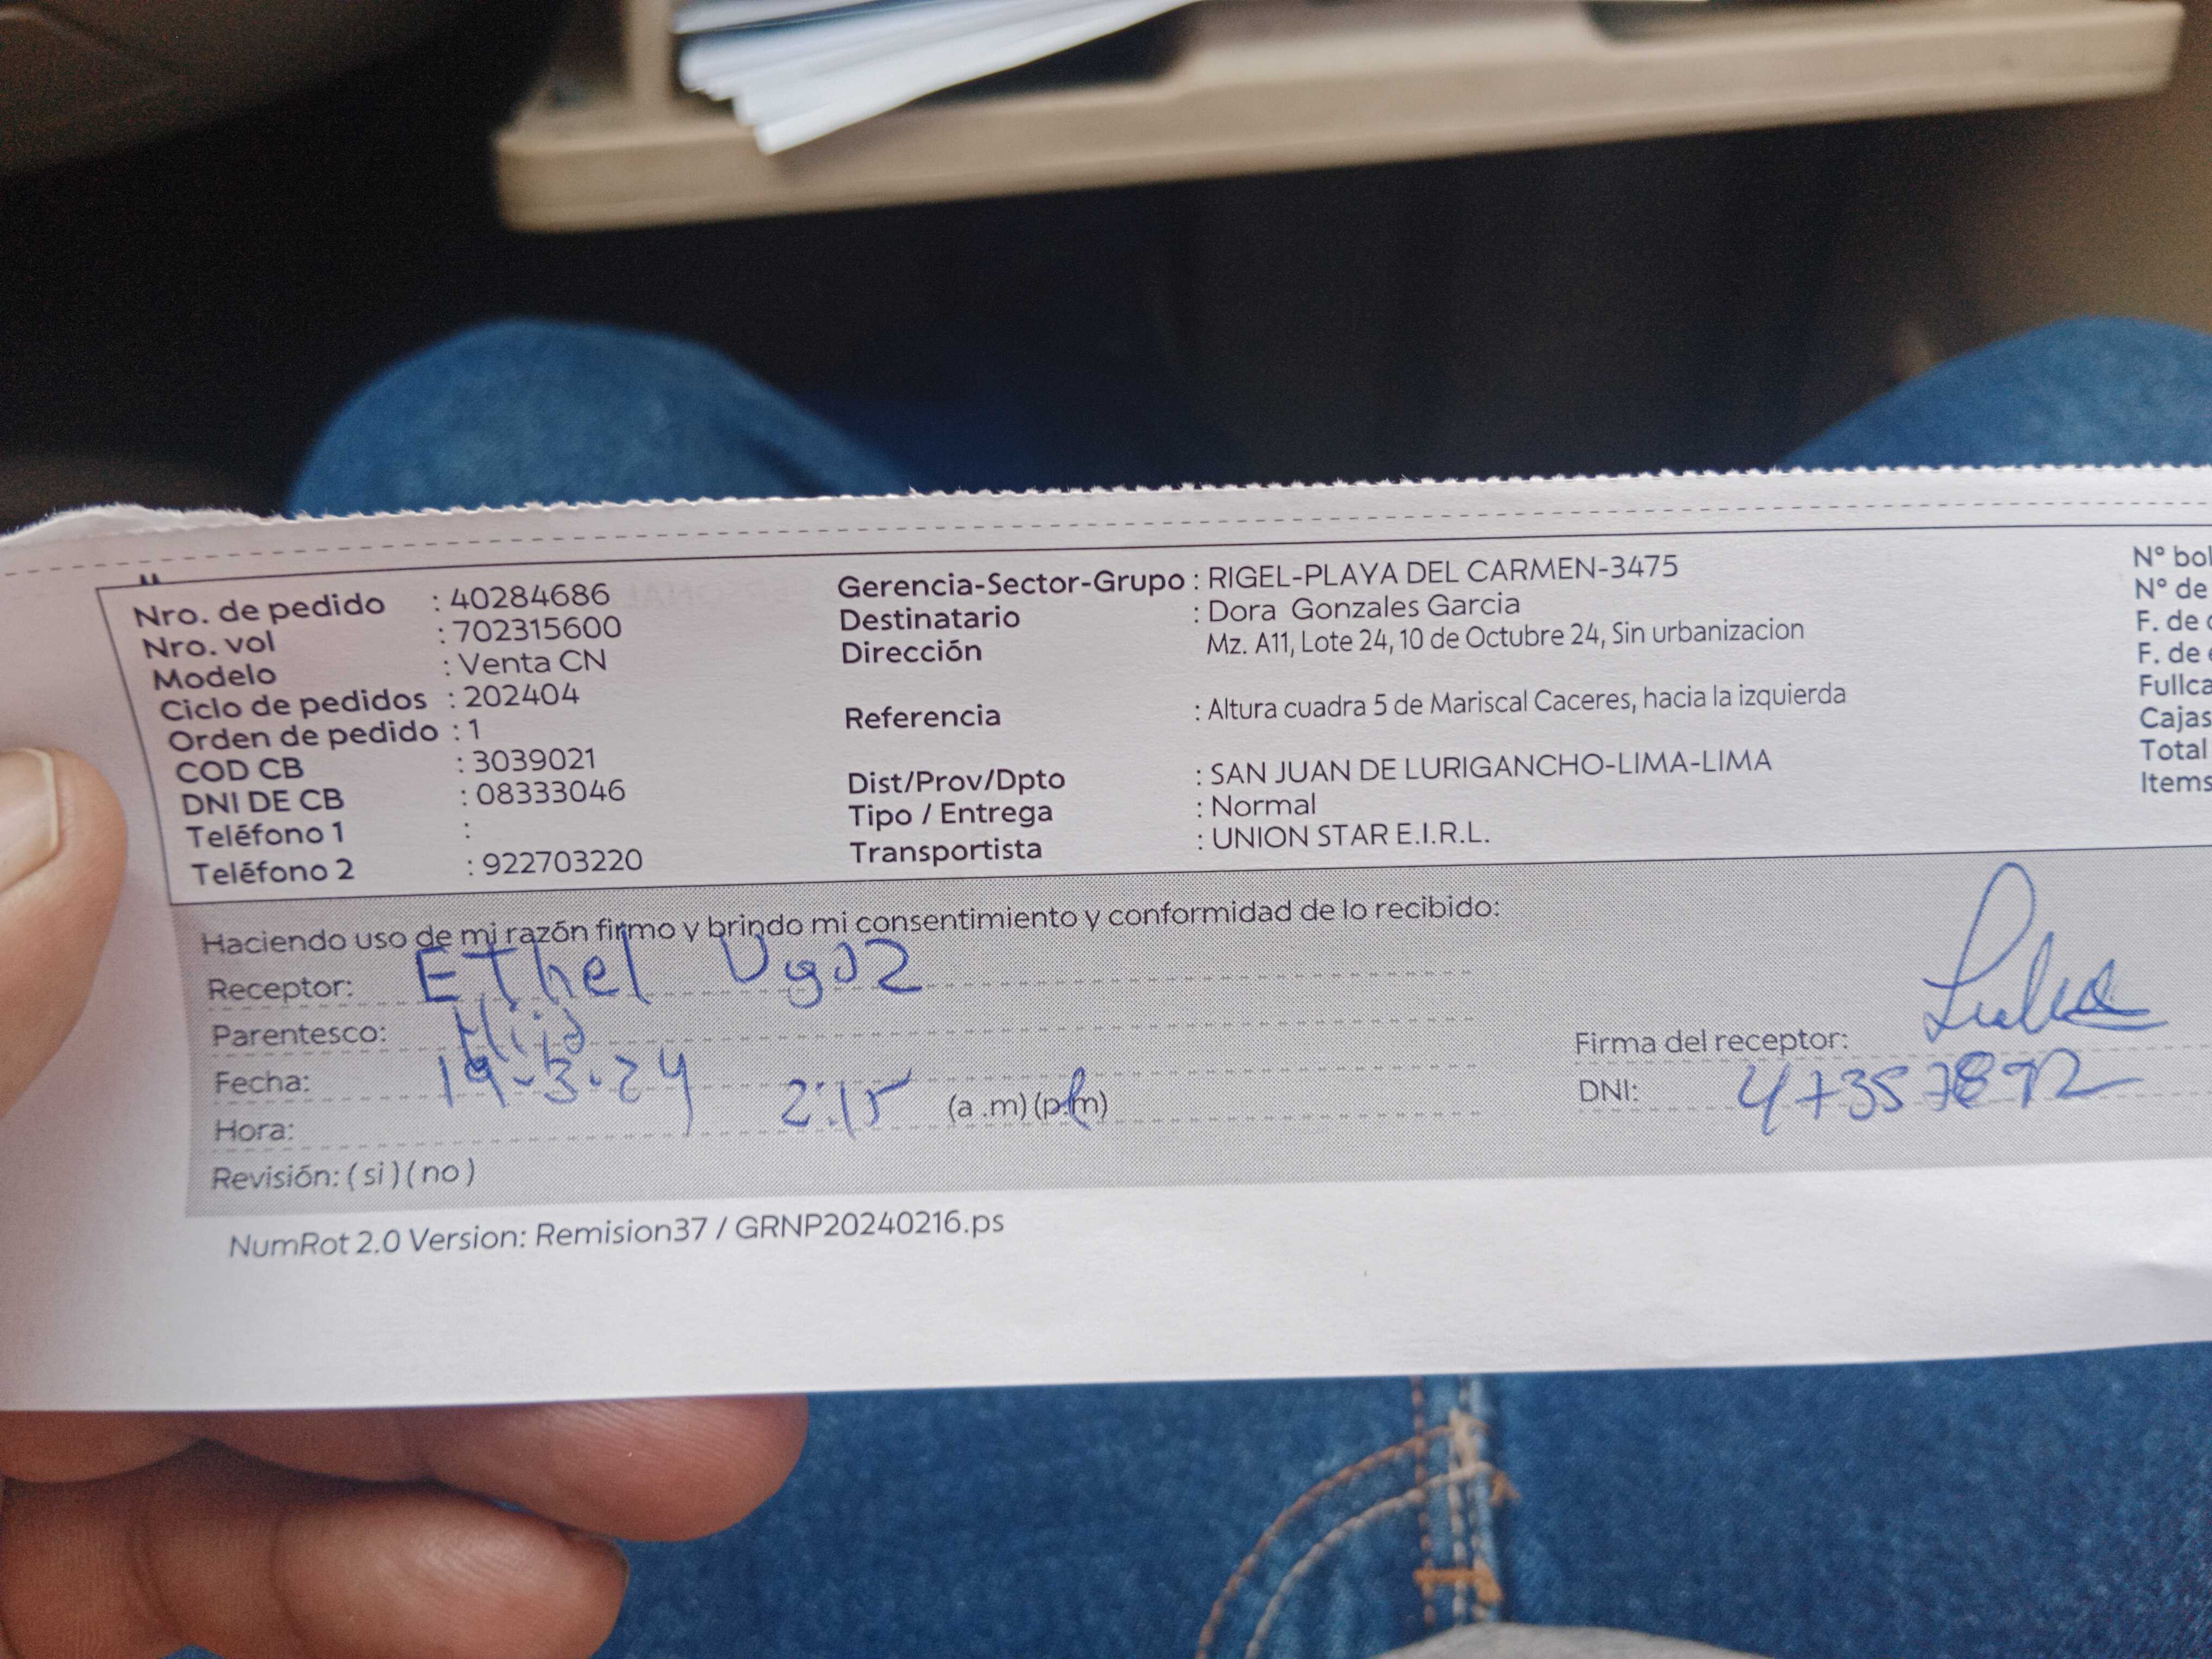 Nro. de pedido : 40284686
Nro. vol : 702315600
Modelo : Venta CN
Ciclo de pedidos : 202404
Orden de pedido : 1
COD CB : 3039021
DNI DE CB : 08333046
Teléfono 1 :
Teléfono 2 : 922703220
Gerencia-Sector-Grupo : RIGEL-PLAYA DEL CARMEN-3475
Destinatario : Dora Gonzales Garcia
Dirección Mz. A11, Lote 24, 10 de Octubre 24, Sin urbanizacion
Referencia : Altura cuadra 5 de Mariscal Caceres, hacia la izquierda
Dist/Prov/Dpto : SAN JUAN DE LURIGANCHO-LIMA-LIMA
Tipo / Entrega : Normal
Transportista : UNION STAR E.I.R.L.
N° bol
N° de
F. de
F. de
Fullca
Cajas
Total
Items
Haciendo uso de mi razón firmo y brindo mi consentimiento y conformidad de lo recibido:
Receptor: Ethel
Parentesco: Hija
Fecha: 19-3-24
Hora: 2:15 (a .m) (p.m)
Revisión: ( si ) ( no )
Firma del receptor:
DNI:
NumRot 2.0 Version: Remision37 / GRNP20240216.ps